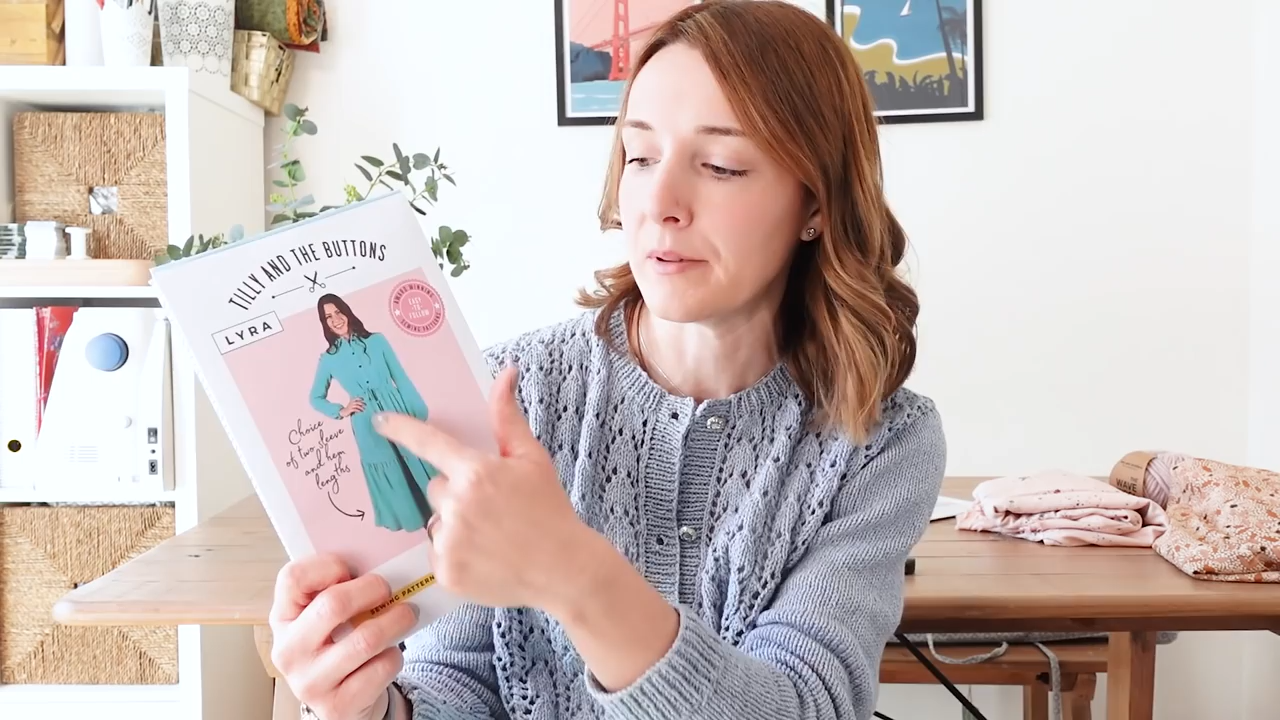 TILLY AND THE BUTTONS
LYRA
AWARD WINNING
EASY
TO
FOLLOW
SEWING PATTERNS
Choice
of two sleeve
and hem
lengths
SEWING PATTERN
WAVE